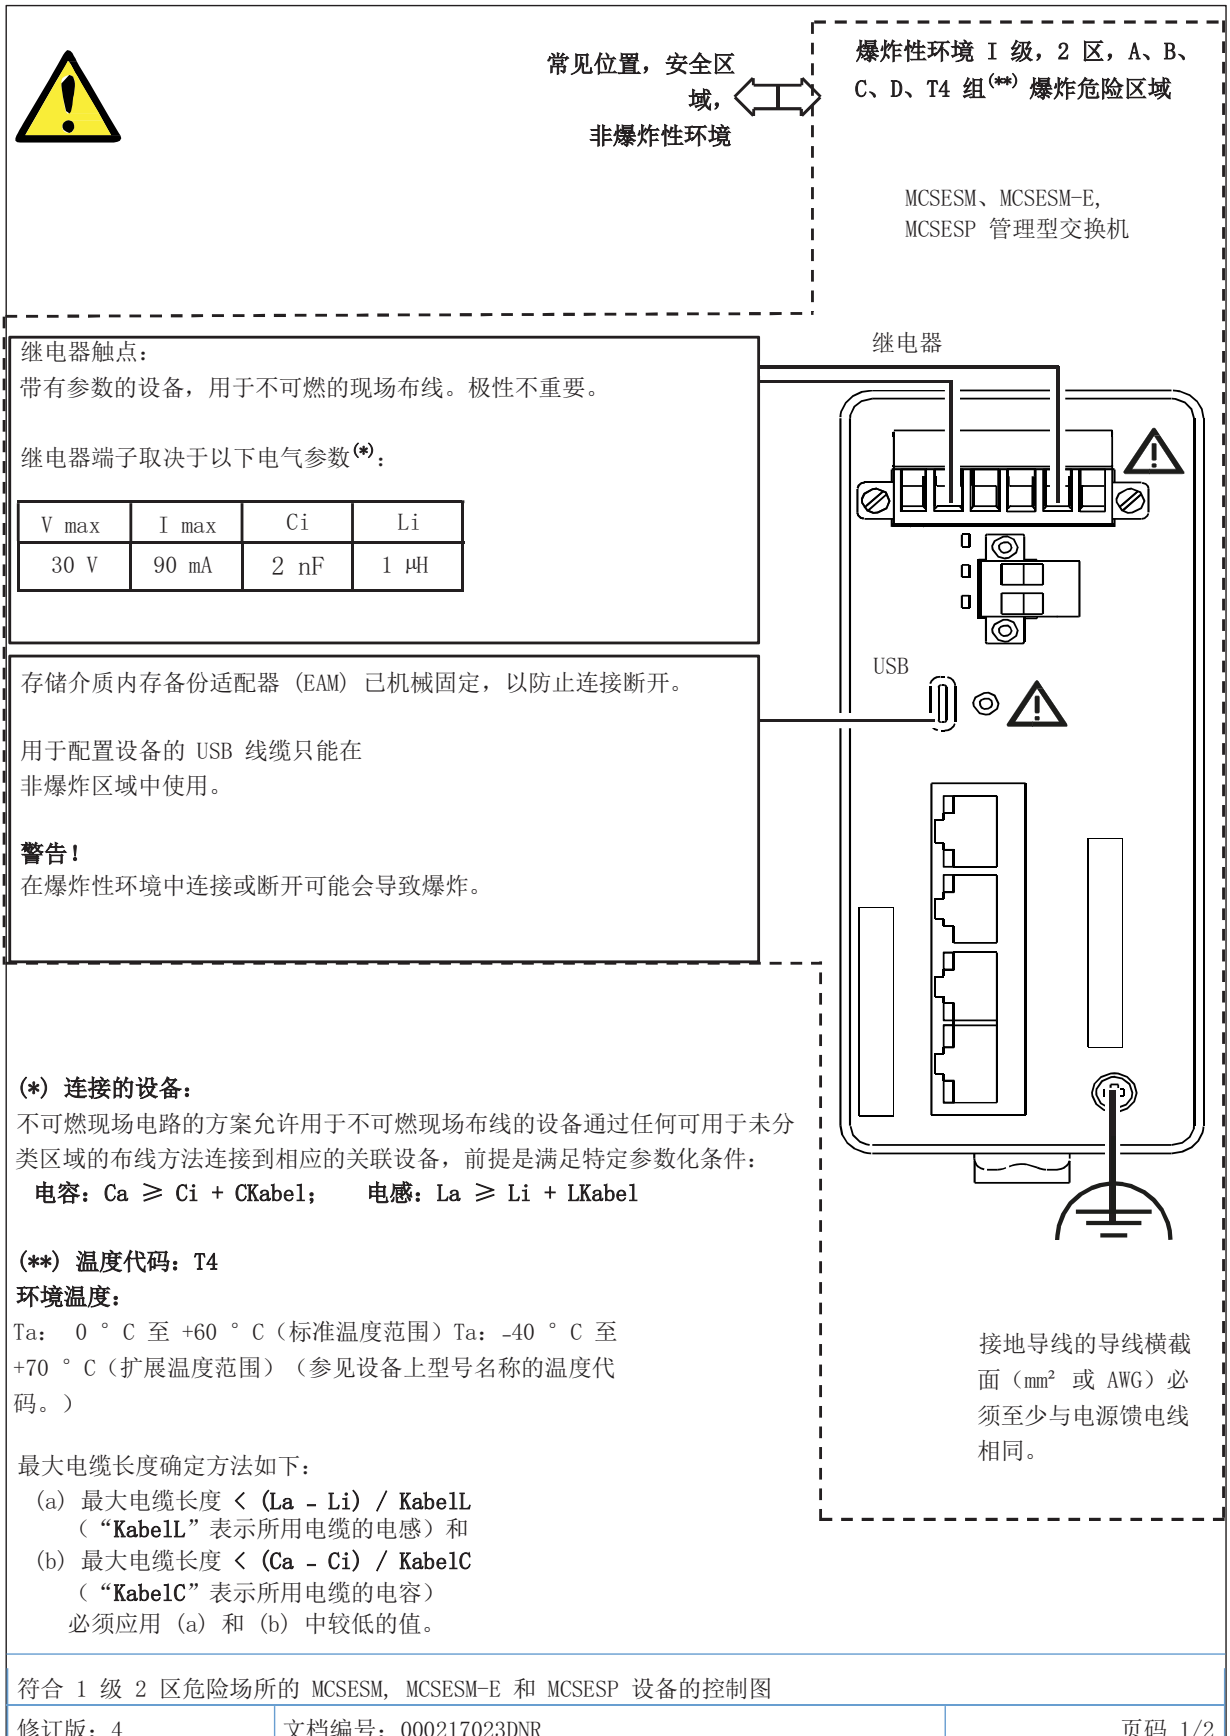 常见位置，安全区
域，
非爆炸性环境
爆炸性环境 I 级，2 区，A、B、
C、D、T4 组(**) 爆炸危险区域
MCSESM、MCSESM-E,
MCSESP 管理型交换机
继电器触点：
带有参数的设备，用于不可燃的现场布线。极性不重要。
继电器端子取决于以下电气参数(*)：
V max I max Ci Li
30 V 90 mA 2 nF 1 μH
继电器
存储介质内存备份适配器 (EAM) 已机械固定，以防止连接断开。
用于配置设备的 USB 线缆只能在
非爆炸区域中使用。
警告！
在爆炸性环境中连接或断开可能会导致爆炸。
USB
(*) 连接的设备：
不可燃现场电路的方案允许用于不可燃现场布线的设备通过任何可用于未分
类区域的布线方法连接到相应的关联设备，前提是满足特定参数化条件：
电容：Ca ≥ Ci + CKabel； 电感：La ≥ Li + LKabel
(**) 温度代码：T4
环境温度：
Ta： 0 °C 至 +60 °C（标准温度范围）Ta：-40 °C 至
+70 °C（扩展温度范围）（参见设备上型号名称的温度代
码。）
最大电缆长度确定方法如下：
(a) 最大电缆长度 < (La - Li) / KabelL
（“KabelL”表示所用电缆的电感）和
(b) 最大电缆长度 < (Ca - Ci) / KabelC
（“KabelC”表示所用电缆的电容）
必须应用 (a) 和 (b) 中较低的值。
接地导线的导线横截
面（mm² 或 AWG）必
须至少与电源馈电线
相同。
符合 1 级 2 区危险场所的 MCSESM, MCSESM-E 和 MCSESP 设备的控制图
修订版：4 文档编号：000217023DNR 页码 1/2